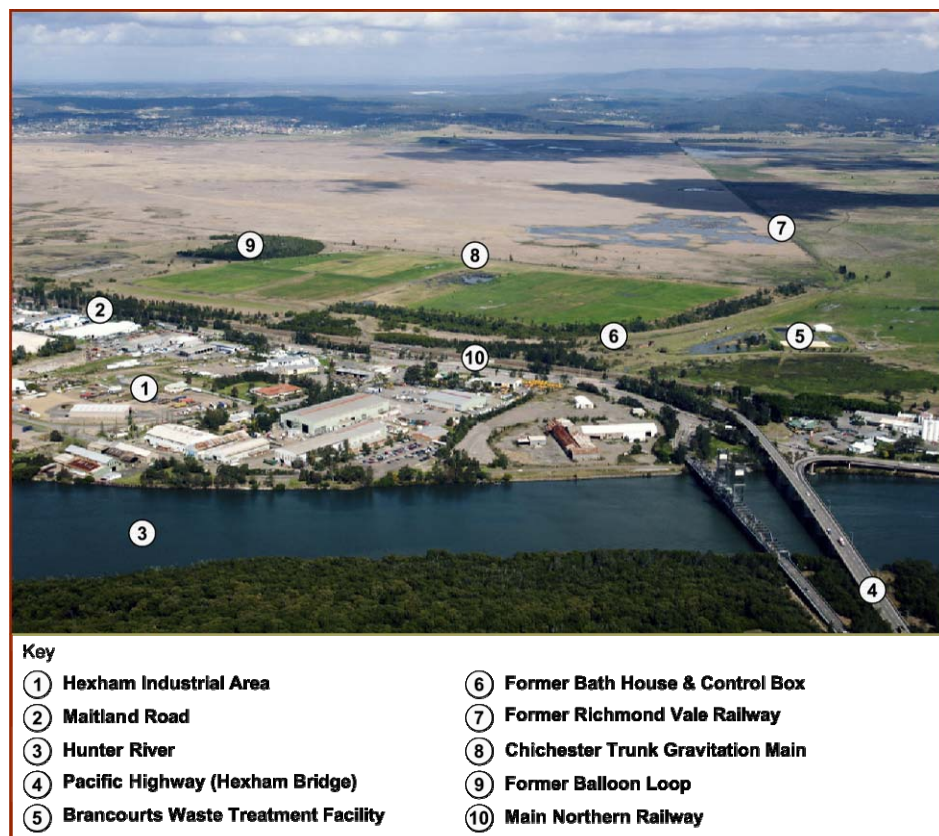 9
8
7
2
6
5
10
1
3
4
Key
1 Hexham Industrial Area
2 Maitland Road
3 Hunter River
4 Pacific Highway (Hexham Bridge)
5 Brancourts Waste Treatment Facility
6 Former Bath House & Control Box
7 Former Richmond Vale Railway
8 Chichester Trunk Gravitation Main
9 Former Balloon Loop
10 Main Northern Railway